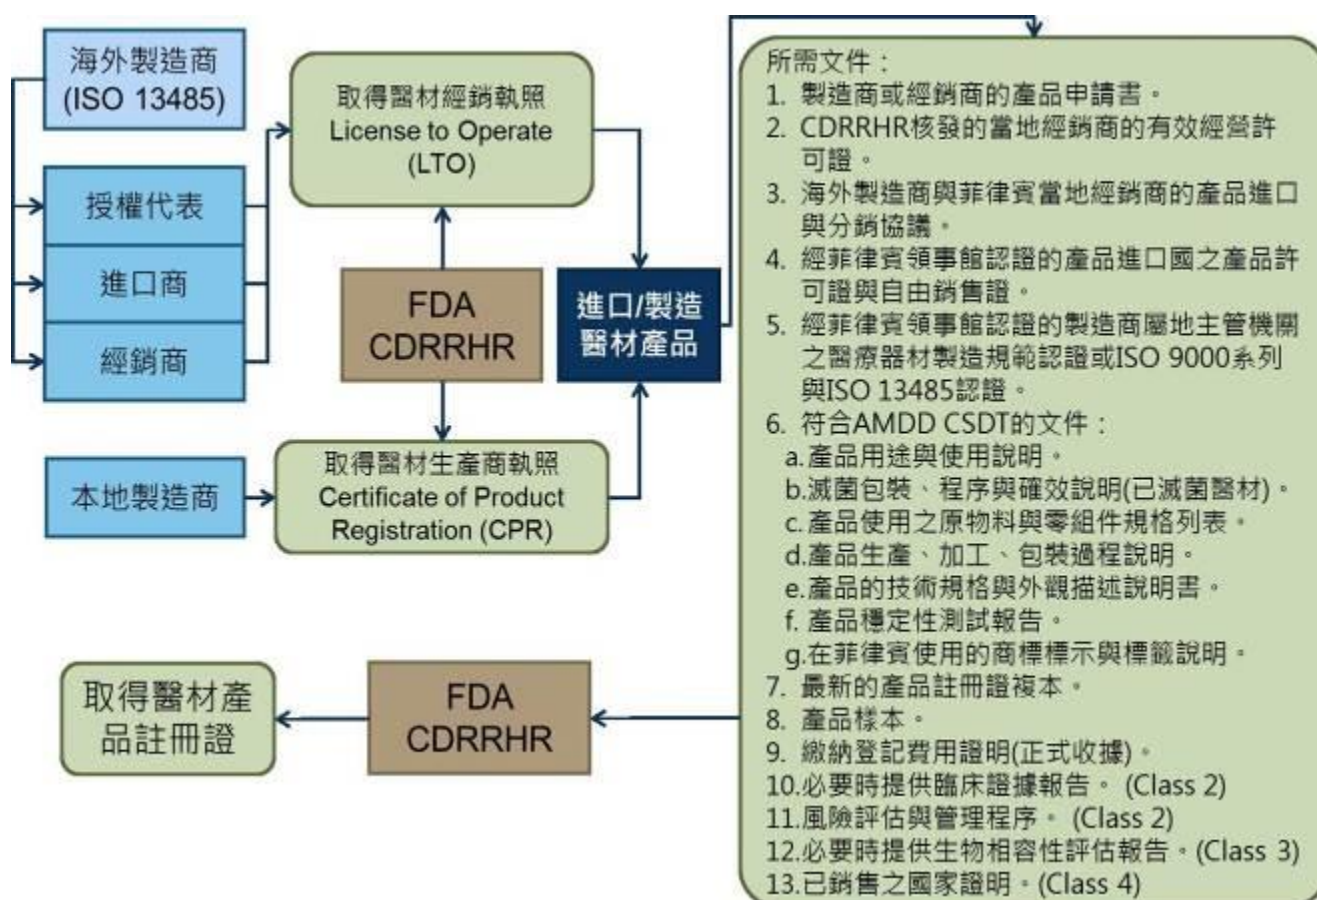 海外製造商
(ISO 13485)
授權代表
進口商
經銷商
本地製造商
取得醫材經銷執照
License to Operate
(LTO)
FDA
CDRRHR
取得醫材生產商執照
Certificate of Product
Registration (CPR)
進口/製造
醫材產品
所需文件：
1. 製造商或經銷商的產品申請書。
2. CDRRHR核發的當地經銷商的有效經營許
可證。
3. 海外製造商與菲律賓當地經銷商的產品進口
與分銷協議。
4. 經菲律賓領事館認證的產品進口國之產品許
可證與自由銷售證。
5. 經菲律賓領事館認證的製造商屬地主管機關
之醫療器材製造規範認證或ISO 9000系列
與ISO 13485認證。
6. 符合AMDD CSDT的文件：
a.產品用途與使用說明。
b.滅菌包裝、程序與確效說明(已滅菌醫材)。
c.產品使用之原物料與零組件規格列表。
d.產品生產、加工、包裝過程說明。
e.產品的技術規格與外觀描述說明書。
f. 產品穩定性測試報告。
g.在菲律賓使用的商標標示與標籤說明。
7. 最新的產品註冊證複本。
8. 產品樣本。
9. 繳納登記費用證明(正式收據)。
10.必要時提供臨床證據報告。 (Class 2)
11.風險評估與管理程序。 (Class 2)
12.必要時提供生物相容性評估報告。(Class 3)
13.已銷售之國家證明。(Class 4)
FDA
CDRRHR
取得醫材產
品註冊證